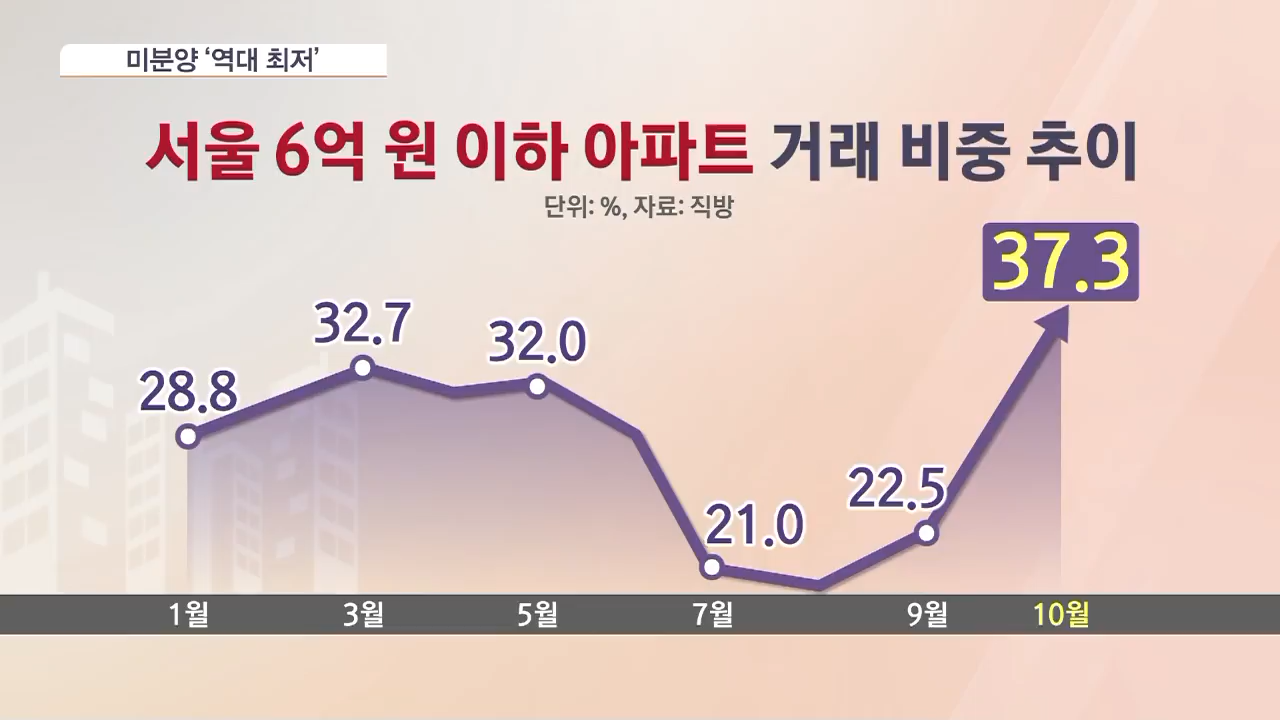 미분양 ‘역대 최저’
서울 6억 원 이하 아파트 거래 비중 추이
단위: %, 자료: 직방
37.3
32.7
32.0
28.8
22.5
21.0
1월 3월 5월 7월 9월 10월